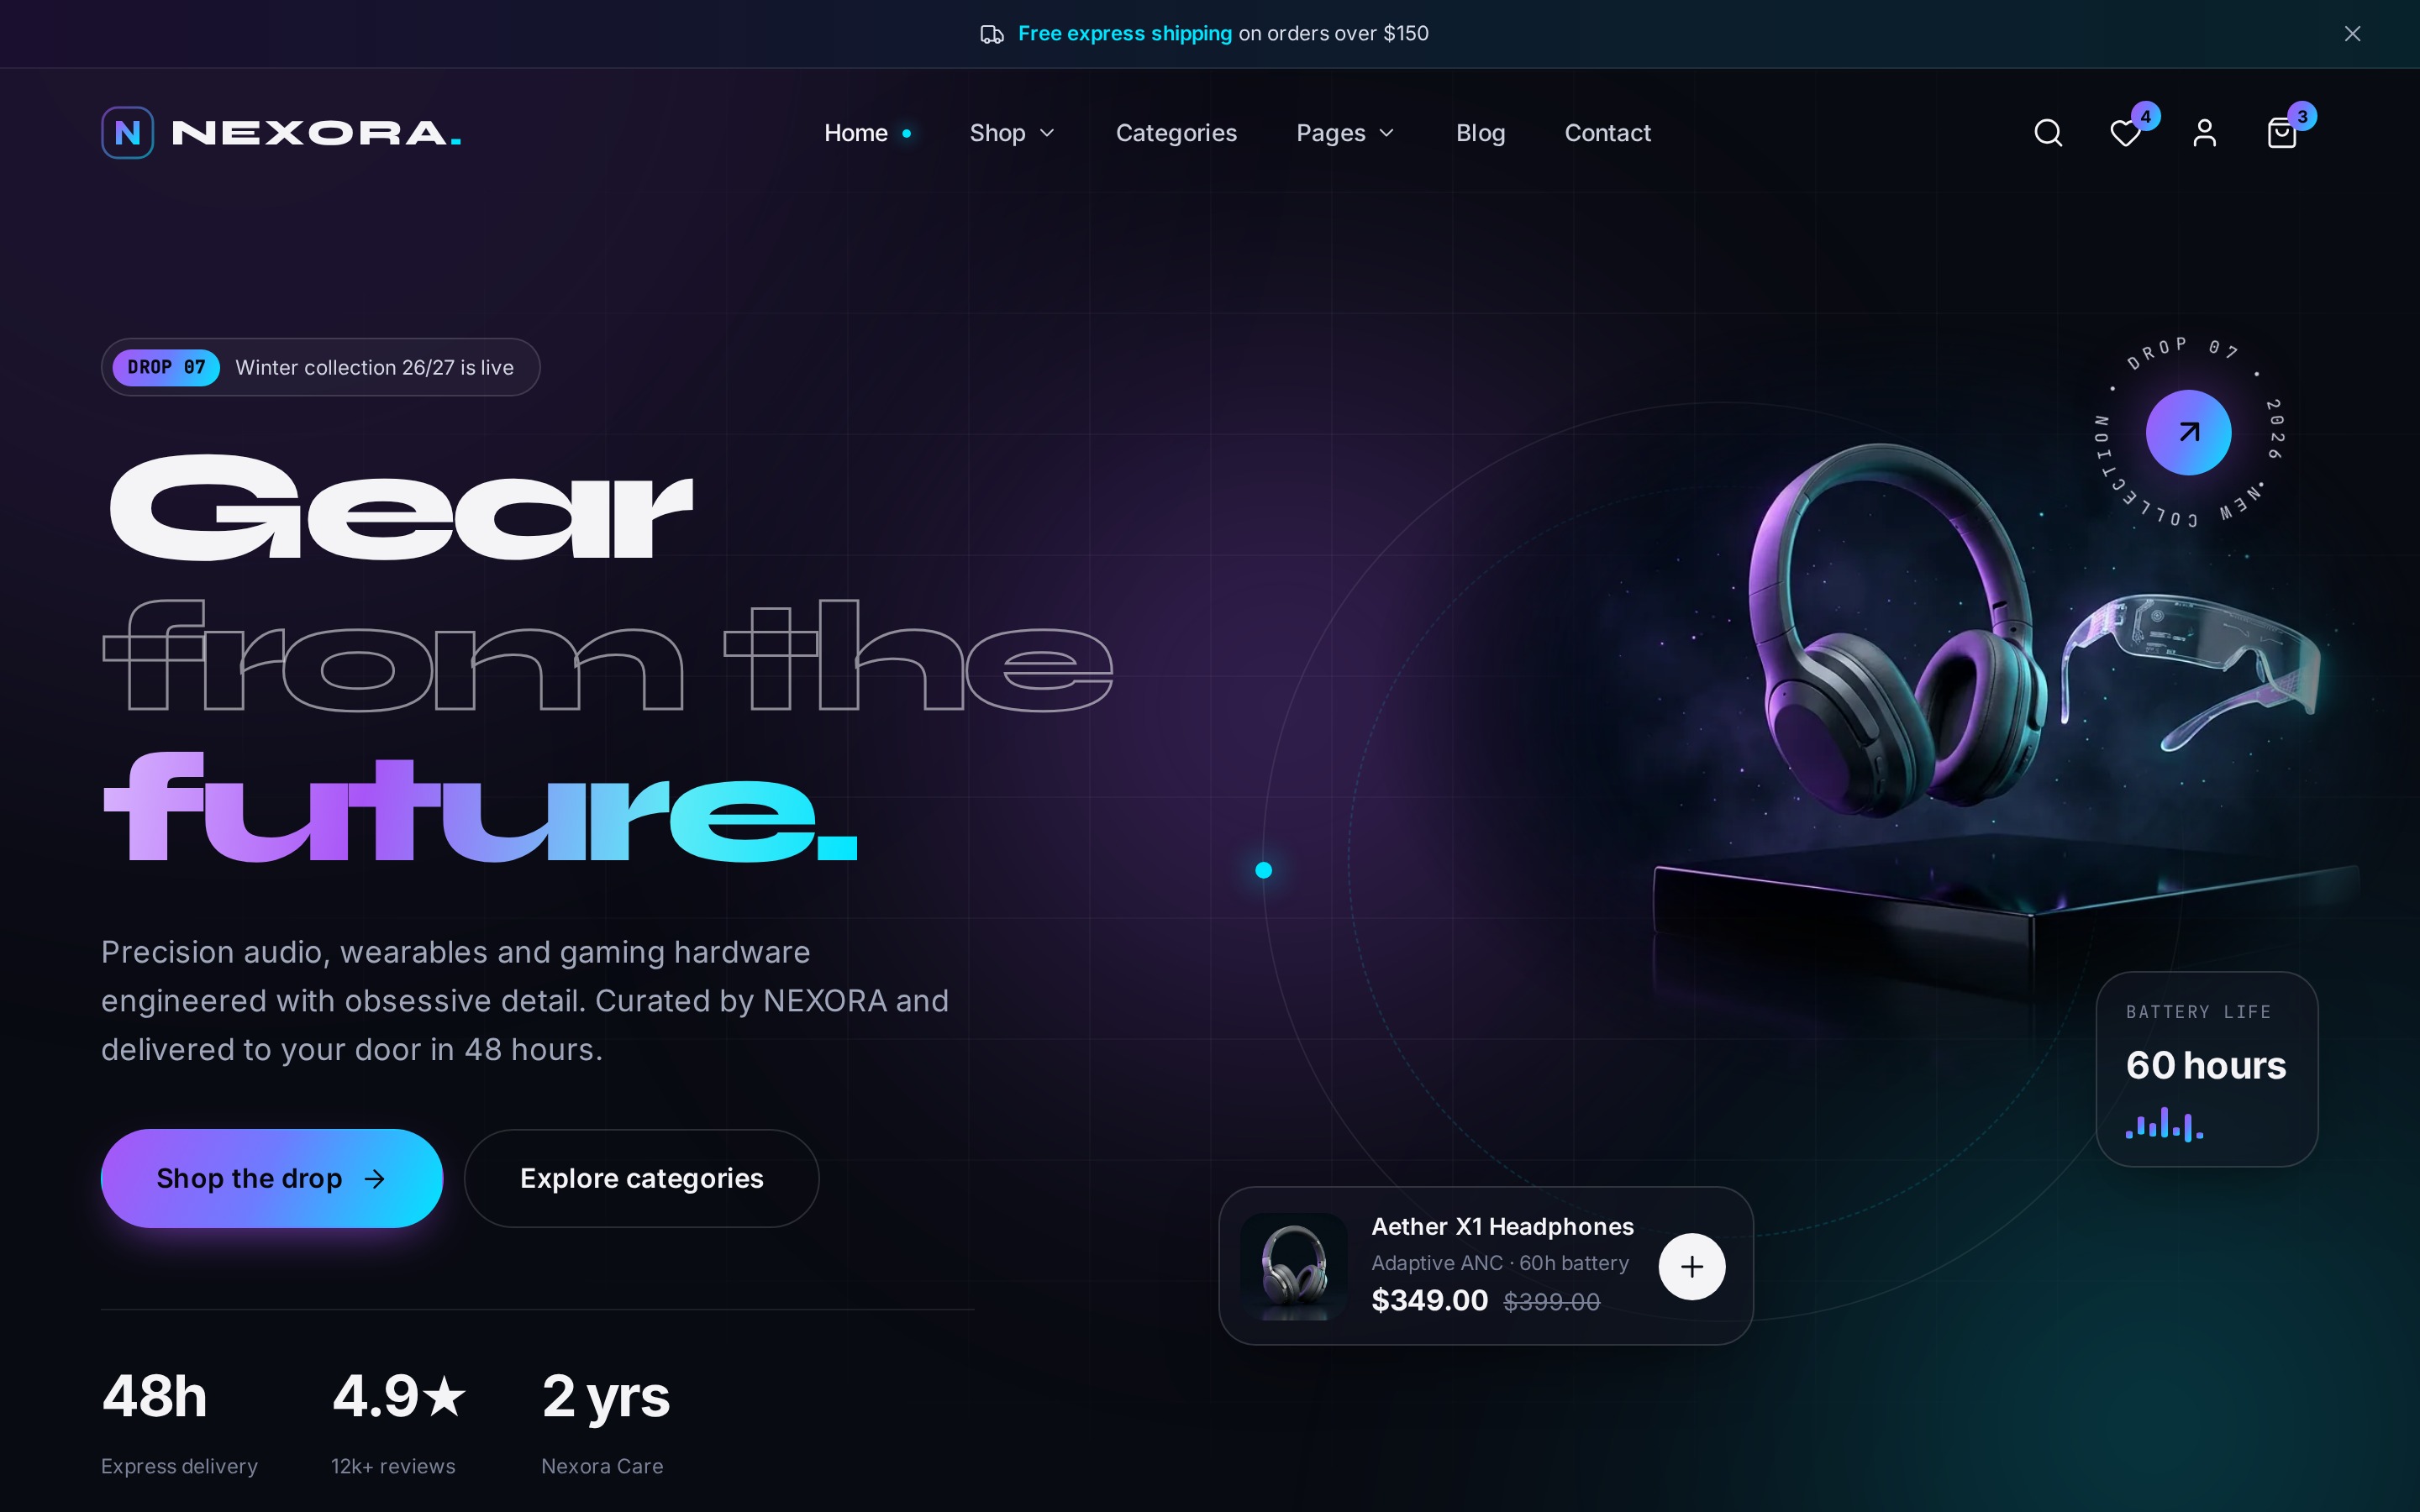 Free express shipping on orders over $150
N NEXORA.
Home
Shop
Categories
Pages
Blog
Contact
4
3
DROP 07 Winter collection 26/27 is live
Gear
from the
future.
Precision audio, wearables and gaming hardware
engineered with obsessive detail. Curated by NEXORA and
delivered to your door in 48 hours.
Shop the drop
Explore categories
48h
Express delivery
4.9★
12k+ reviews
2 yrs
Nexora Care
DROP 07 • 2026 • NEW COLLECTION •
BATTERY LIFE
60 hours
Aether X1 Headphones
Adaptive ANC · 60h battery
$349.00 $399.00